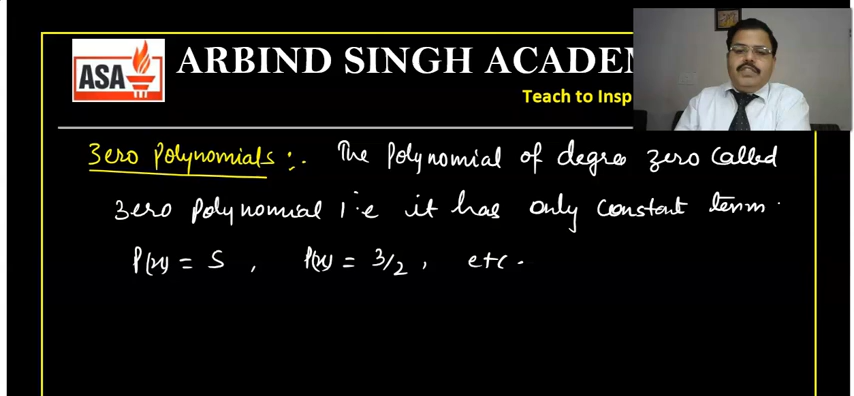 ASA
ARBIND SINGH ACADEM
Teach to Insp
Zero Polynomials :-. The Polynomial of degree zero called
zero polynomial i.e it has only constant term.
P(x) = 5 , P(x) = 3/2 , etc.